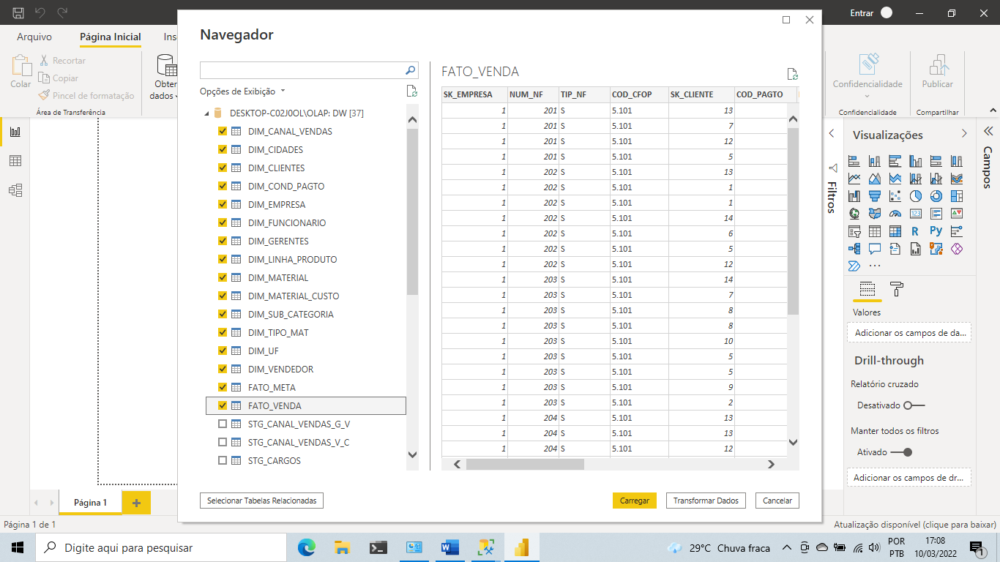 Entrar
Arquivo
Página Inicial
Ins
Colar
Recortar
Copiar
Pincel de formatação
Área de Transferência
Obter
dados
Confidencialidade
Confidencialidade
Publicar
Compartilhar
Navegador
Opções de Exibição
DESKTOP-C02J0OL\OLAP: DW [37]
DIM_CANAL_VENDAS
DIM_CIDADES
DIM_CLIENTES
DIM_COND_PAGTO
DIM_EMPRESA
DIM_FUNCIONARIO
DIM_GERENTES
DIM_LINHA_PRODUTO
DIM_MATERIAL
DIM_MATERIAL_CUSTO
DIM_SUB_CATEGORIA
DIM_TIPO_MAT
DIM_UF
DIM_VENDEDOR
FATO_META
FATO_VENDA
STG_CANAL_VENDAS_G_V
STG_CANAL_VENDAS_V_C
STG_CARGOS
FATO_VENDA
SK_EMPRESA NUM_NF TIP_NF COD_CFOP SK_CLIENTE COD_PAGTO
1 201 S 5.101 13
1 201 S 5.101 7
1 201 S 5.101 12
1 201 S 5.101 5
1 202 S 5.101 13
1 202 S 5.101 1
1 202 S 5.101 1
1 202 S 5.101 14
1 202 S 5.101 6
1 202 S 5.101 5
1 202 S 5.101 12
1 203 S 5.101 14
1 203 S 5.101 7
1 203 S 5.101 8
1 203 S 5.101 8
1 203 S 5.101 10
1 203 S 5.101 5
1 203 S 5.101 5
1 203 S 5.101 9
1 203 S 5.101 2
1 204 S 5.101 13
1 204 S 5.101 13
1 204 S 5.101 12
Selecionar Tabelas Relacionadas
Carregar
Transformar Dados
Cancelar
Filtros
Visualizações
R
Py
123
Valores
Adicionar os campos de da...
Drill-through
Relatório cruzado
Desativado
Manter todos os filtros
Ativado
Adicionar os campos de dr...
Campos
Página 1
Página 1 de 1
Atualização disponível (clique para baixar)
Digite aqui para pesquisar
29°C Chuva fraca
POR
PTB
17:08
10/03/2022
1